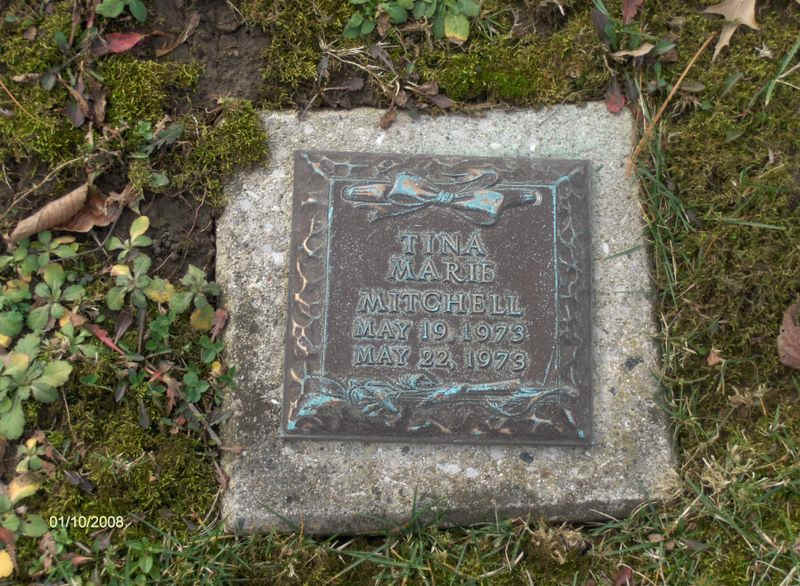 TINA
MARIE
MITCHELL
MAY 19, 1973
MAY 22, 1973
01/10/2008